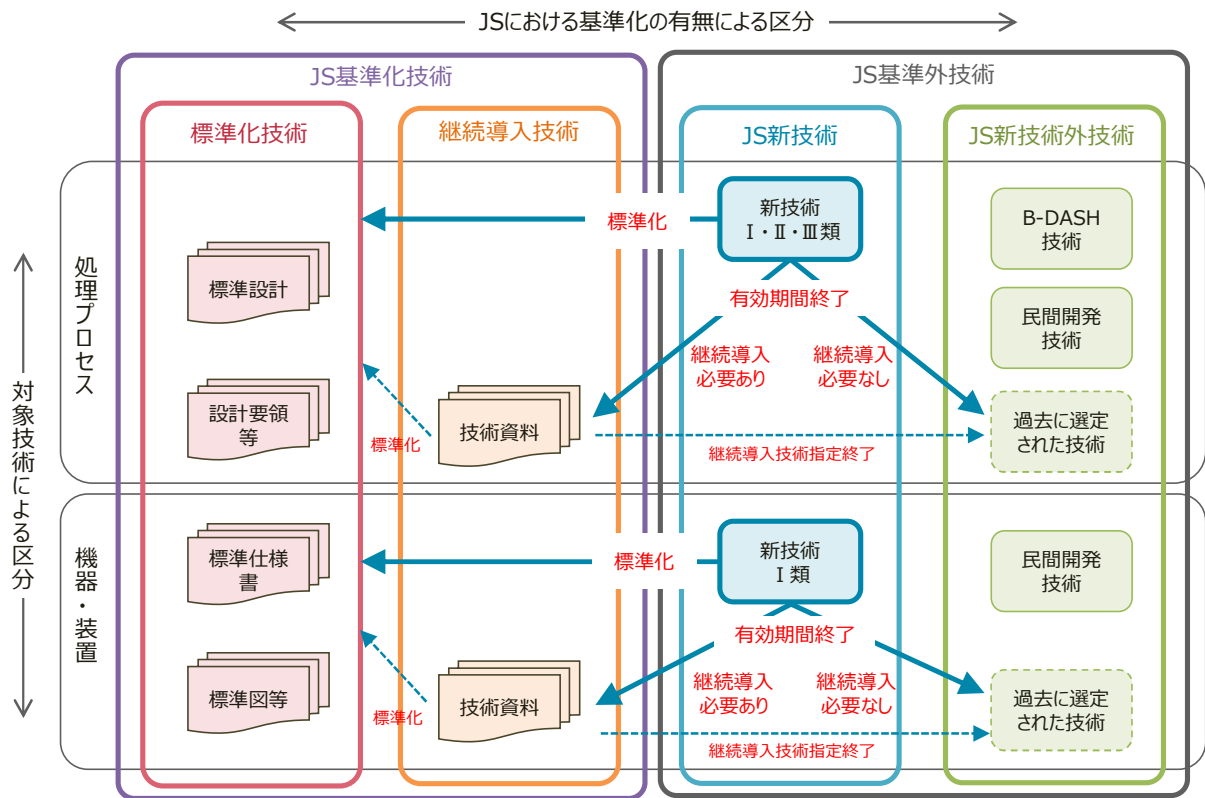 JSにおける基準化の有無による区分
JS基準化技術
JS基準外技術
標準化技術
継続導入技術
JS新技術
JS新技術外技術
対象技術による区分
処理プロセス
標準設計
設計要領
等
標準化
技術資料
標準化
新技術
Ⅰ・Ⅱ・Ⅲ類
有効期間終了
継続導入
必要あり
継続導入
必要なし
継続導入技術指定終了
B-DASH
技術
民間開発
技術
過去に選定
された技術
機器・装置
標準仕様
書
標準図等
標準化
技術資料
標準化
新技術
Ⅰ類
有効期間終了
継続導入
必要あり
継続導入
必要なし
継続導入技術指定終了
民間開発
技術
過去に選定
された技術